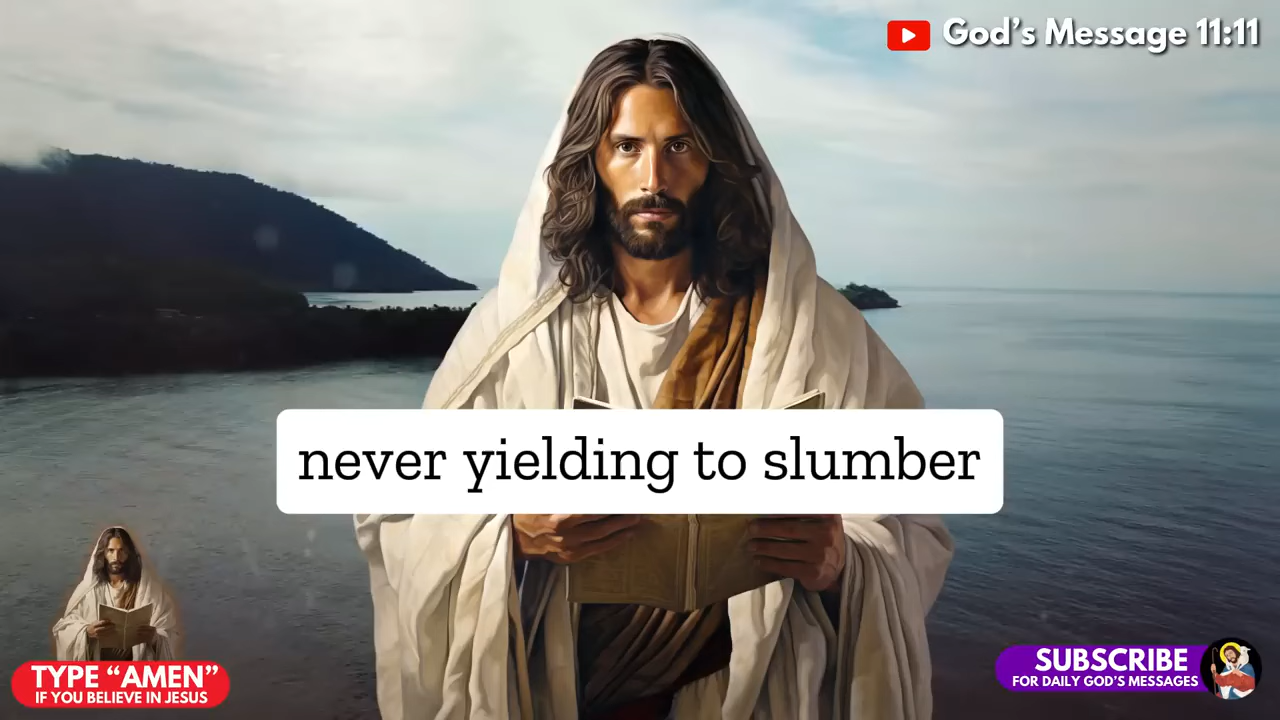 God's Message 11:11
never yielding to slumber
TYPE “AMEN”
IF YOU BELIEVE IN JESUS
SUBSCRIBE
FOR DAILY GOD'S MESSAGES